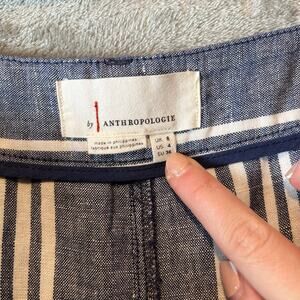 by ANTHROPOLOGIE
made in philippines
fabriqué aux philippines
UK 8
US 4
EU 36